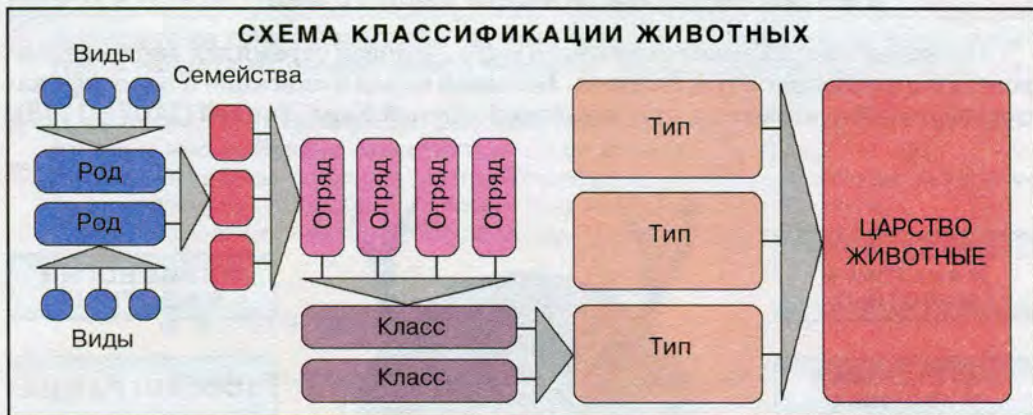 СХЕМА КЛАССИФИКАЦИИ ЖИВОТНЫХ
Виды
Семейства
Род
Род
Виды
Отряд
Отряд
Отряд
Отряд
Класс
Класс
Тип
Тип
Тип
ЦАРСТВО
ЖИВОТНЫЕ